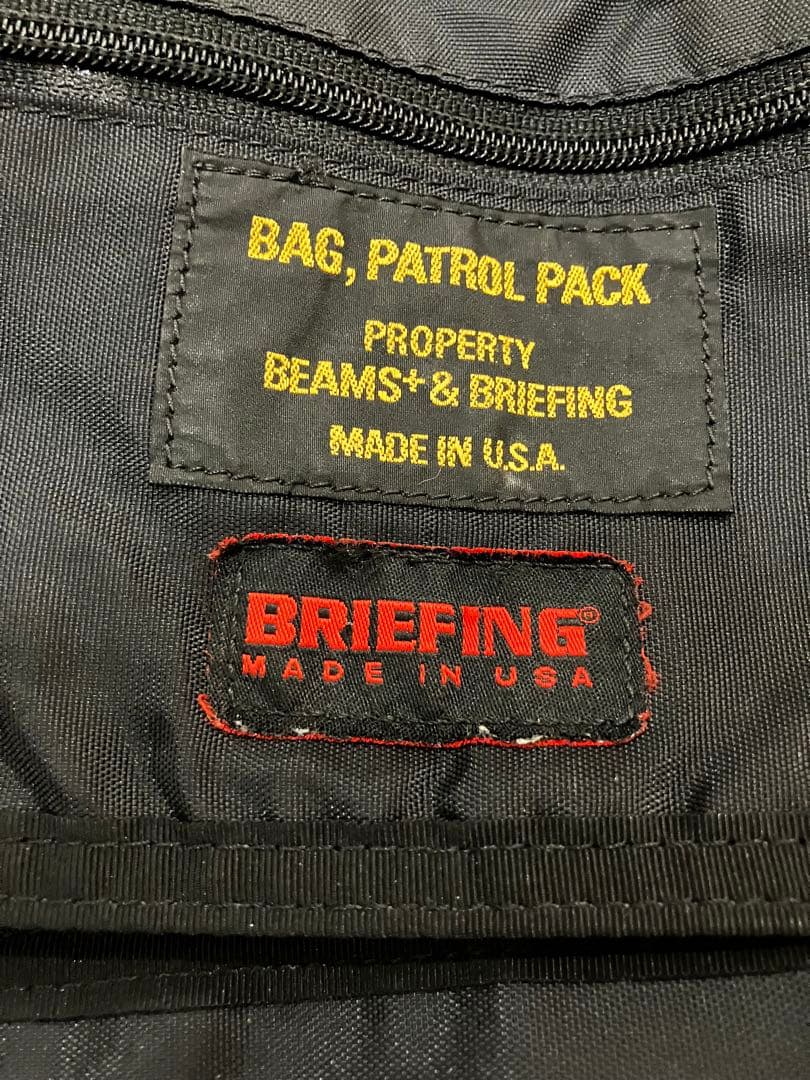 BAG, PATROL PACK
PROPERTY
BEAMS+ & BRIEFING
MADE IN U.S.A.
BRIEFING®
MADE IN USA